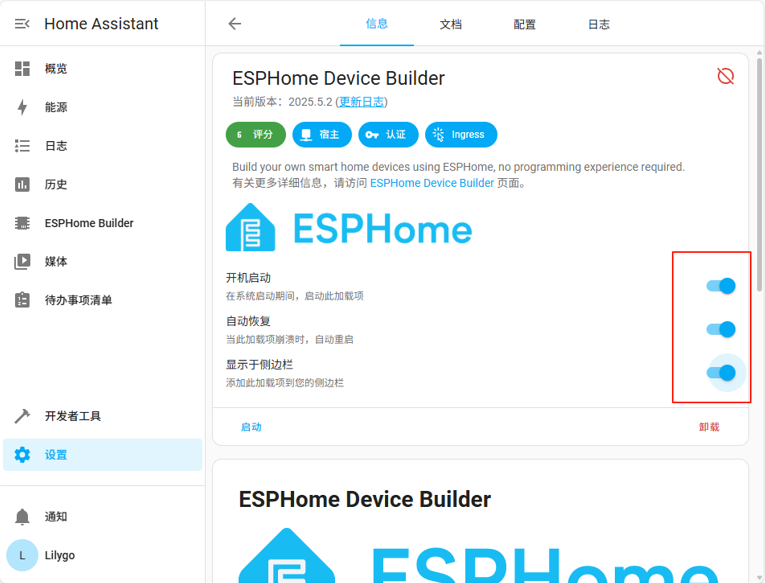 Home Assistant
概览
能源
日志
历史
ESPHome Builder
媒体
待办事项清单
开发者工具
设置
通知
L Lilygo
信息 文档 配置 日志
ESPHome Device Builder
当前版本：2025.5.2 (更新日志)
6 评分 宿主 认证 Ingress
Build your own smart home devices using ESPHome, no programming experience required.
有关更多详细信息，请访问 ESPHome Device Builder 页面。
ESPHome
开机启动
在系统启动期间，启动此加载项
自动恢复
当此加载项崩溃时，自动重启
显示于侧边栏
添加此加载项到您的侧边栏
启动 卸载
ESPHome Device Builder
ESPHome